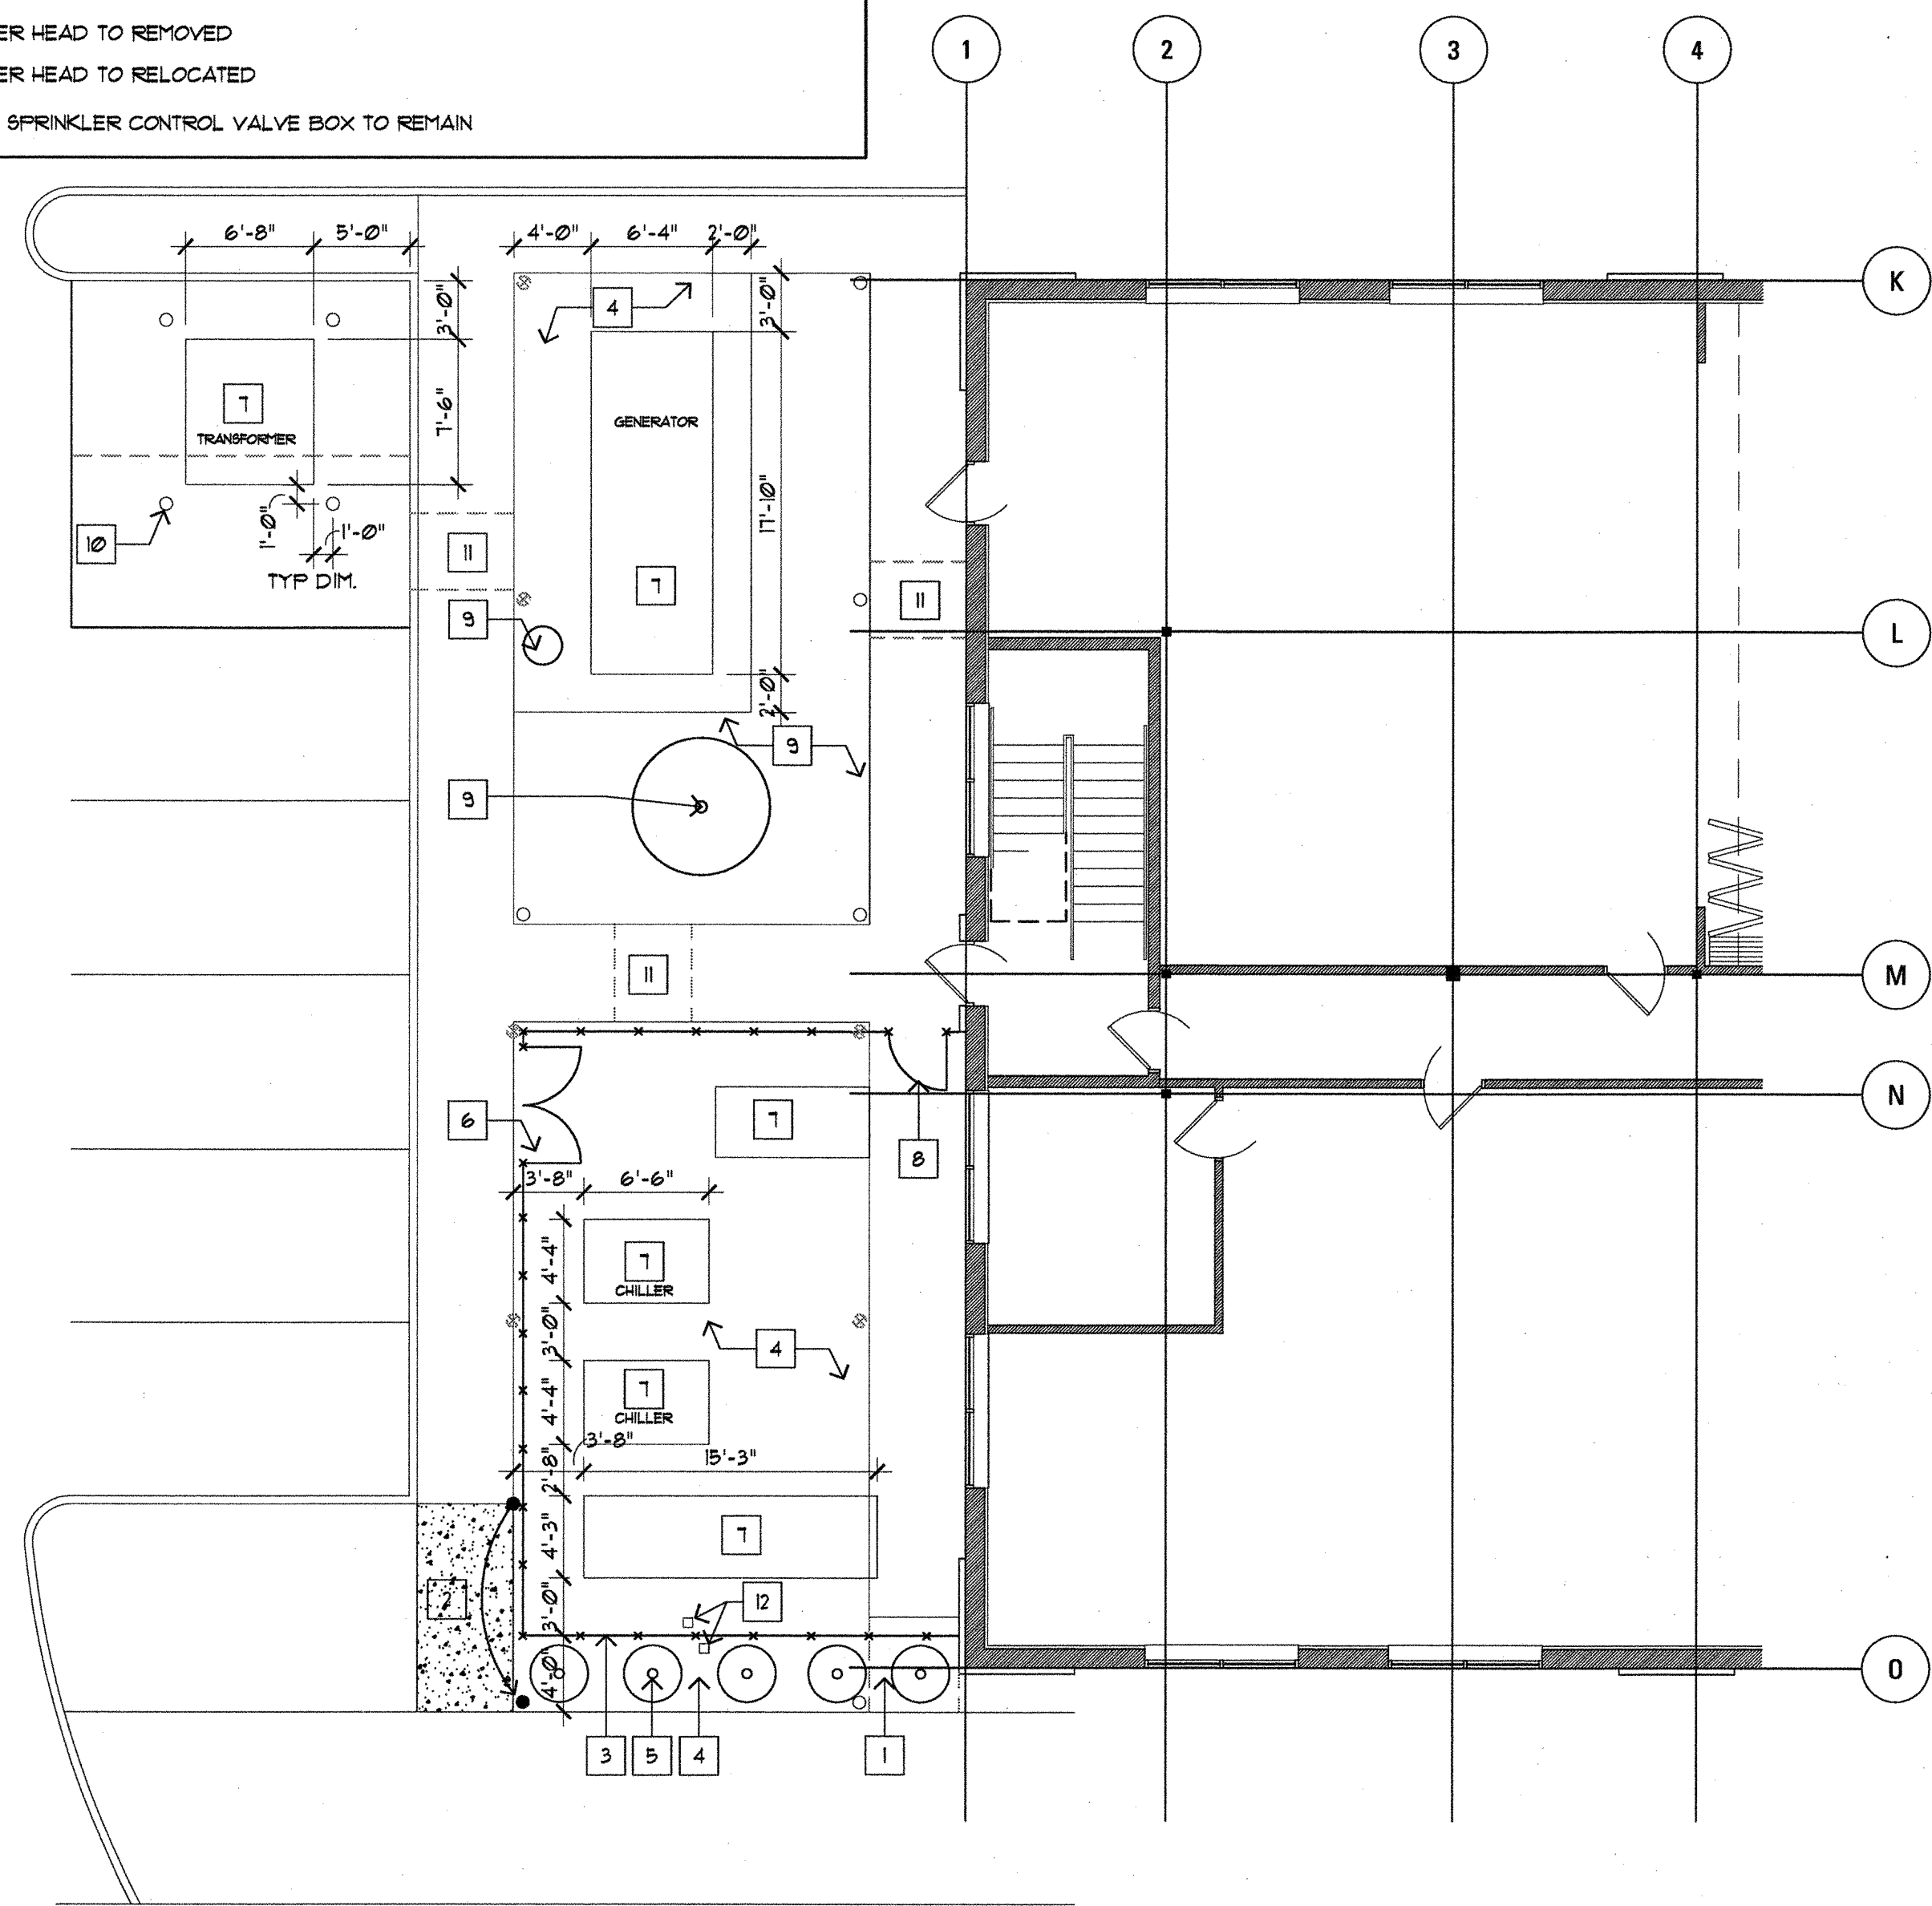 ER HEAD TO REMOVED
ER HEAD TO RELOCATED
SPRINKLER CONTROL VALVE BOX TO REMAIN
1 2 3 4
6'-8" 5'-0" 4'-0" 6'-4" 2'-0"
K
3'-0" 3'-0"
4
7
TRANSFORMER
7'-6"
GENERATOR
17'-10"
10
1'-0" 1'-0"
TYP DIM.
11
7
11
9
L
2'-0"
9
9
11
M
6
7
8
N
3'-8" 6'-6"
4'-4"
7
CHILLER
3'-0"
4
4'-4"
7
CHILLER
3'-8"
2'-8"
15'-3"
4'-3"
7
2
3'-0"
12
4'-0"
O
3 5 4 1